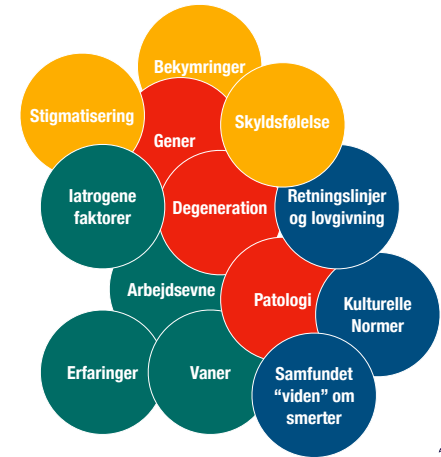 Bekymringer
Stigmatisering
Skyldsfølelse
Gener
Iatrogene
faktorer
Degeneration
Retningslinjer
og lovgivning
Arbejdsevne
Patologi
Kulturelle
Normer
Erfaringer
Vaner
Samfundet
“viden” om
smerter